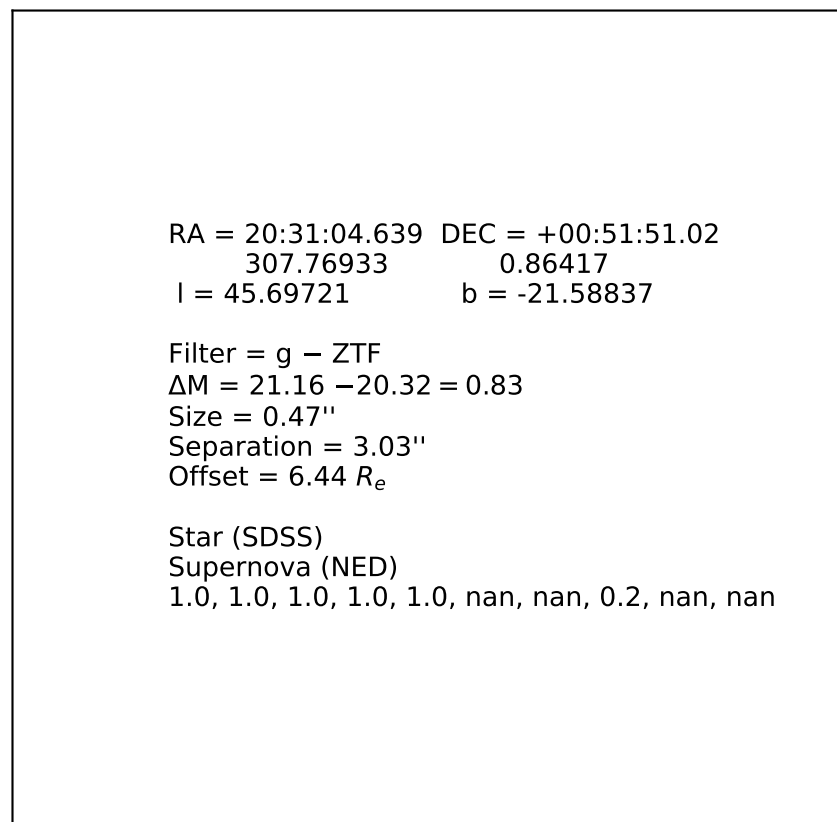 RA = 20:31:04.639 DEC = +00:51:51.02
307.76933 0.86417
l = 45.69721 b = -21.58837
Filter = g − ZTF
ΔM = 21.16 −20.32 = 0.83
Size = 0.47''
Separation = 3.03''
Offset = 6.44 Rₑ
Star (SDSS)
Supernova (NED)
1.0, 1.0, 1.0, 1.0, 1.0, nan, nan, 0.2, nan, nan